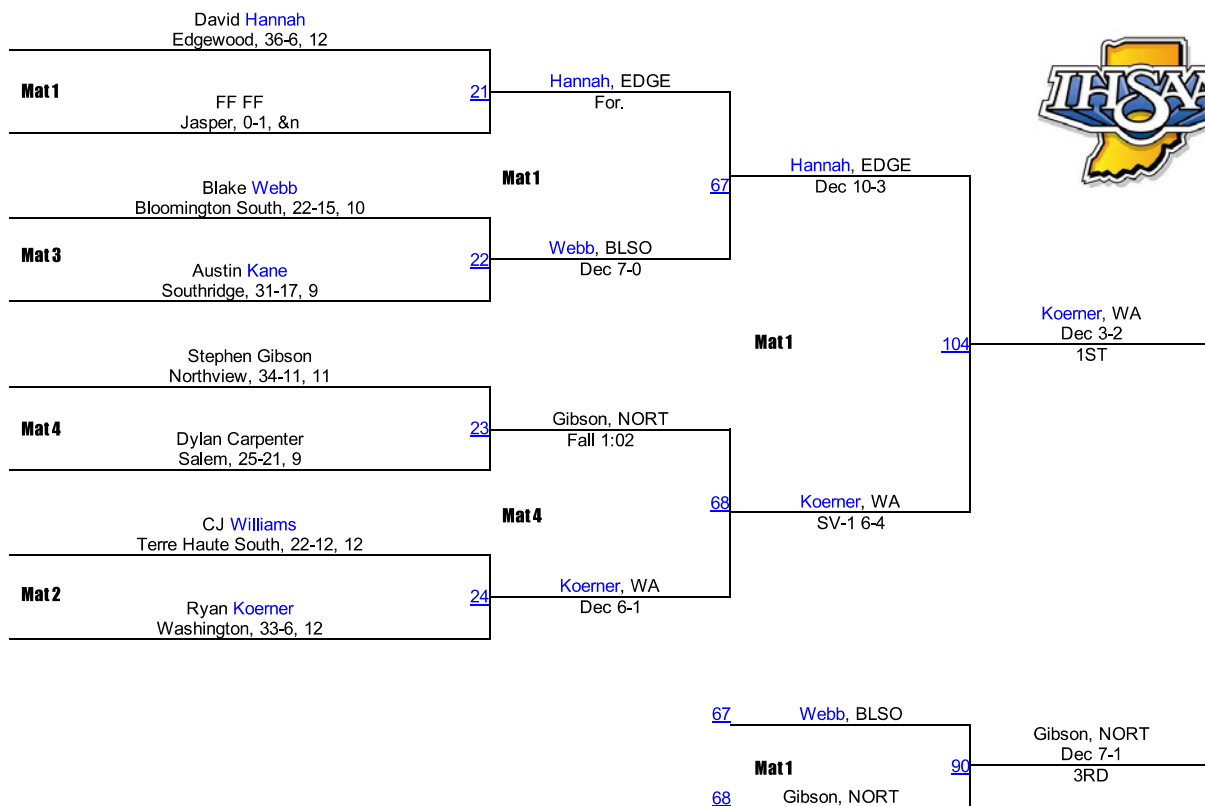 David Hannah
Edgewood, 36-6, 12
Mat 1
FF FF
Jasper, 0-1, &n
21
Hannah, EDGE
For.
Blake Webb
Bloomington South, 22-15, 10
Mat 3
Austin Kane
Southridge, 31-17, 9
22
Webb, BLSO
Dec 7-0
Mat 1
67
Hannah, EDGE
Dec 10-3
IHSAA
Stephen Gibson
Northview, 34-11, 11
Mat 4
Dylan Carpenter
Salem, 25-21, 9
23
Gibson, NORT
Fall 1:02
CJ Williams
Terre Haute South, 22-12, 12
Mat 2
Ryan Koerner
Washington, 33-6, 12
24
Koerner, WA
Dec 6-1
Mat 4
68
Koerner, WA
SV-1 6-4
Mat 1
104
Koerner, WA
Dec 3-2
1ST
67
Webb, BLSO
Mat 1
68
Gibson, NORT
90
Gibson, NORT
Dec 7-1
3RD